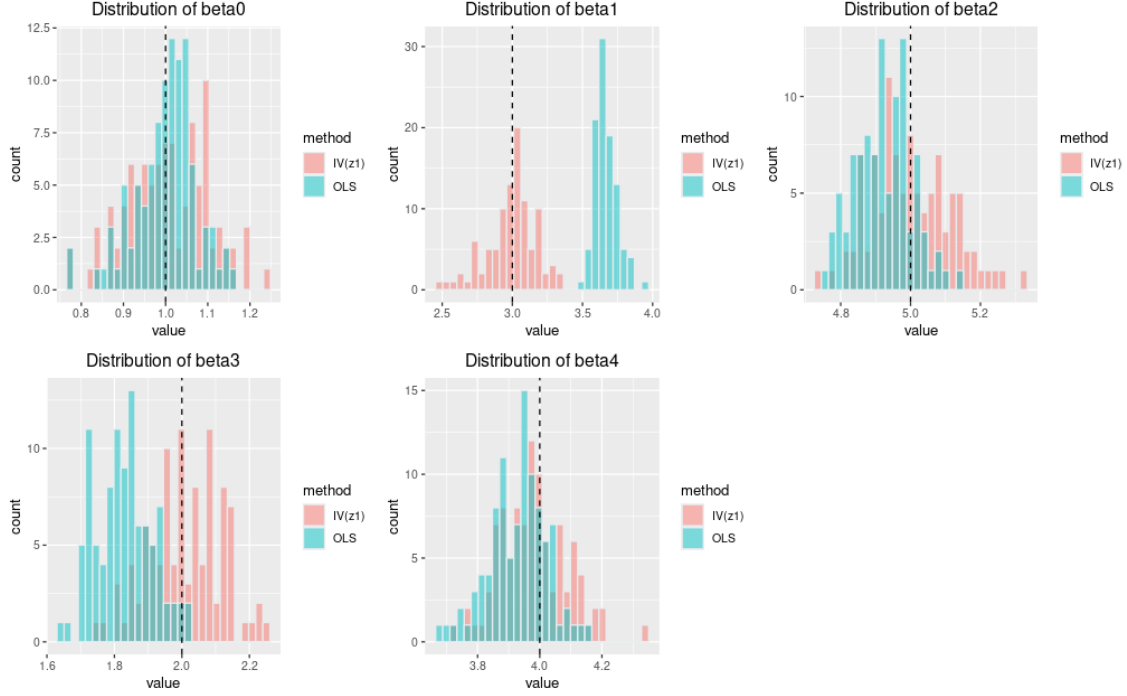 Distribution of beta0
12.5
10.0
7.5
5.0
2.5
0.0
count
0.8 0.9 1.0 1.1 1.2
value
method
IV(z1)
OLS
Distribution of beta1
30
20
10
0
count
2.5 3.0 3.5 4.0
value
method
IV(z1)
OLS
Distribution of beta2
10
5
0
count
4.8 5.0 5.2
value
method
IV(z1)
OLS
Distribution of beta3
10
5
0
count
1.6 1.8 2.0 2.2
value
method
IV(z1)
OLS
Distribution of beta4
15
10
5
0
count
3.8 4.0 4.2
value
method
IV(z1)
OLS